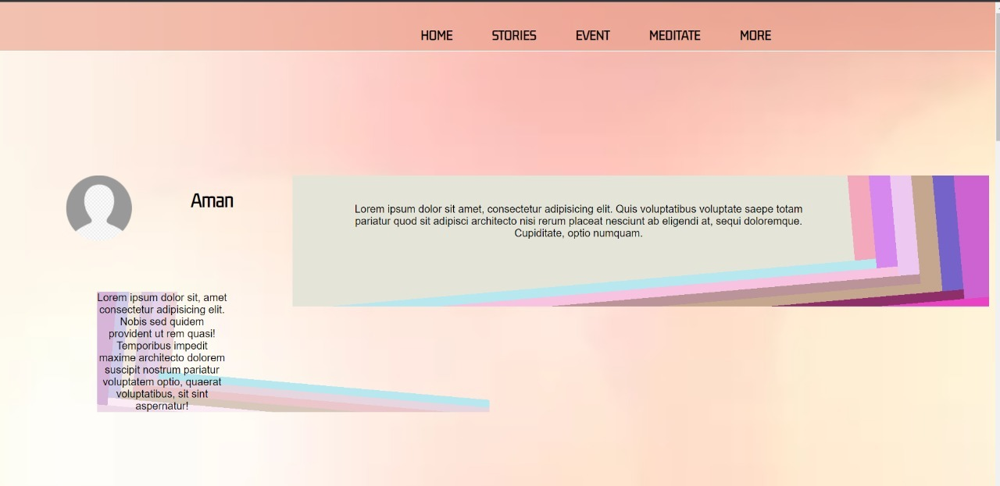 HOME STORIES EVENT MEDITATE MORE
Aman
Lorem ipsum dolor sit amet, consectetur adipisicing elit. Quis voluptatibus voluptate saepe totam
pariatur quod sit adipisci architecto nisi rerum placeat nesciunt ab eligendi at, sequi doloremque.
Cupiditate, optio numquam.
Lorem ipsum dolor sit, amet
consectetur adipisicing elit.
Nobis sed quidem
provident ut rem quasi!
Temporibus impedit
maxime architecto dolorem
suscipit nostrum pariatur
voluptatem optio, quaerat
voluptatibus, sit sint
aspernatur!